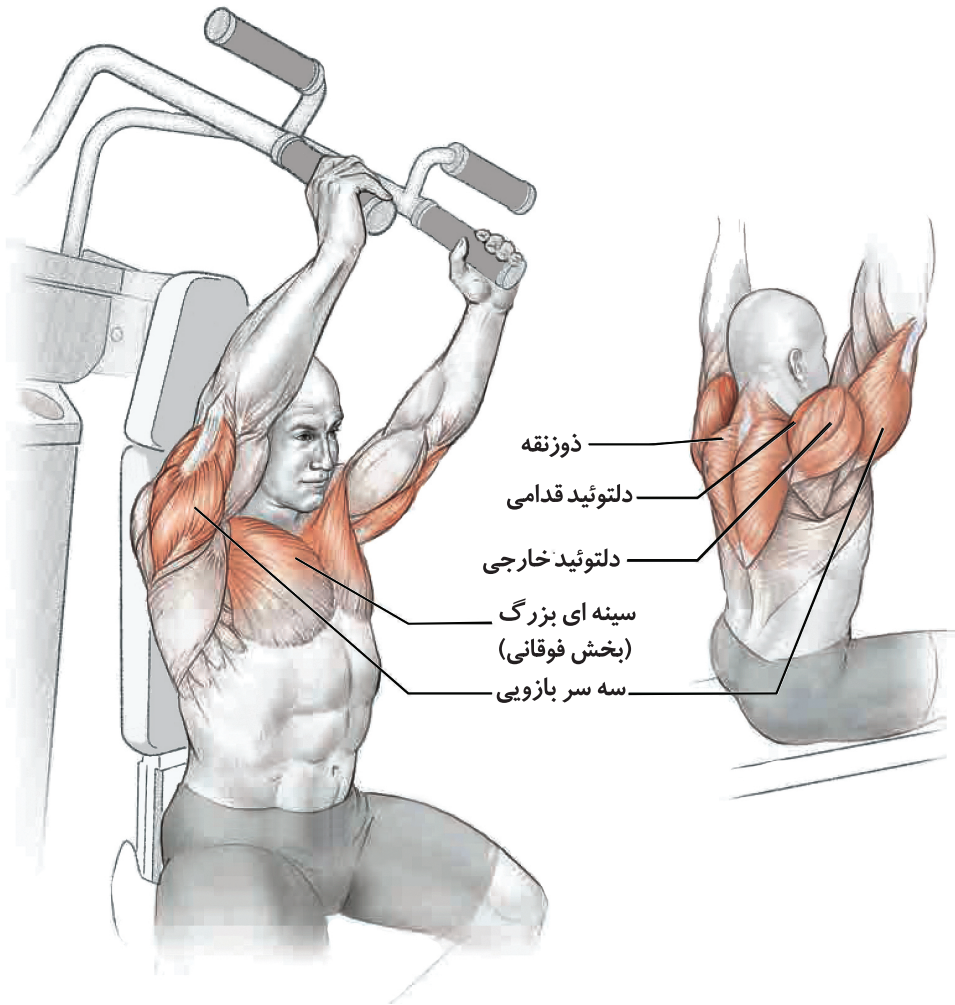 ذوزنقه
دلتوئید قدامی
دلتوئید خارجی
سینه ای بزرگ
(بخش فوقانی)
سه سر بازویی